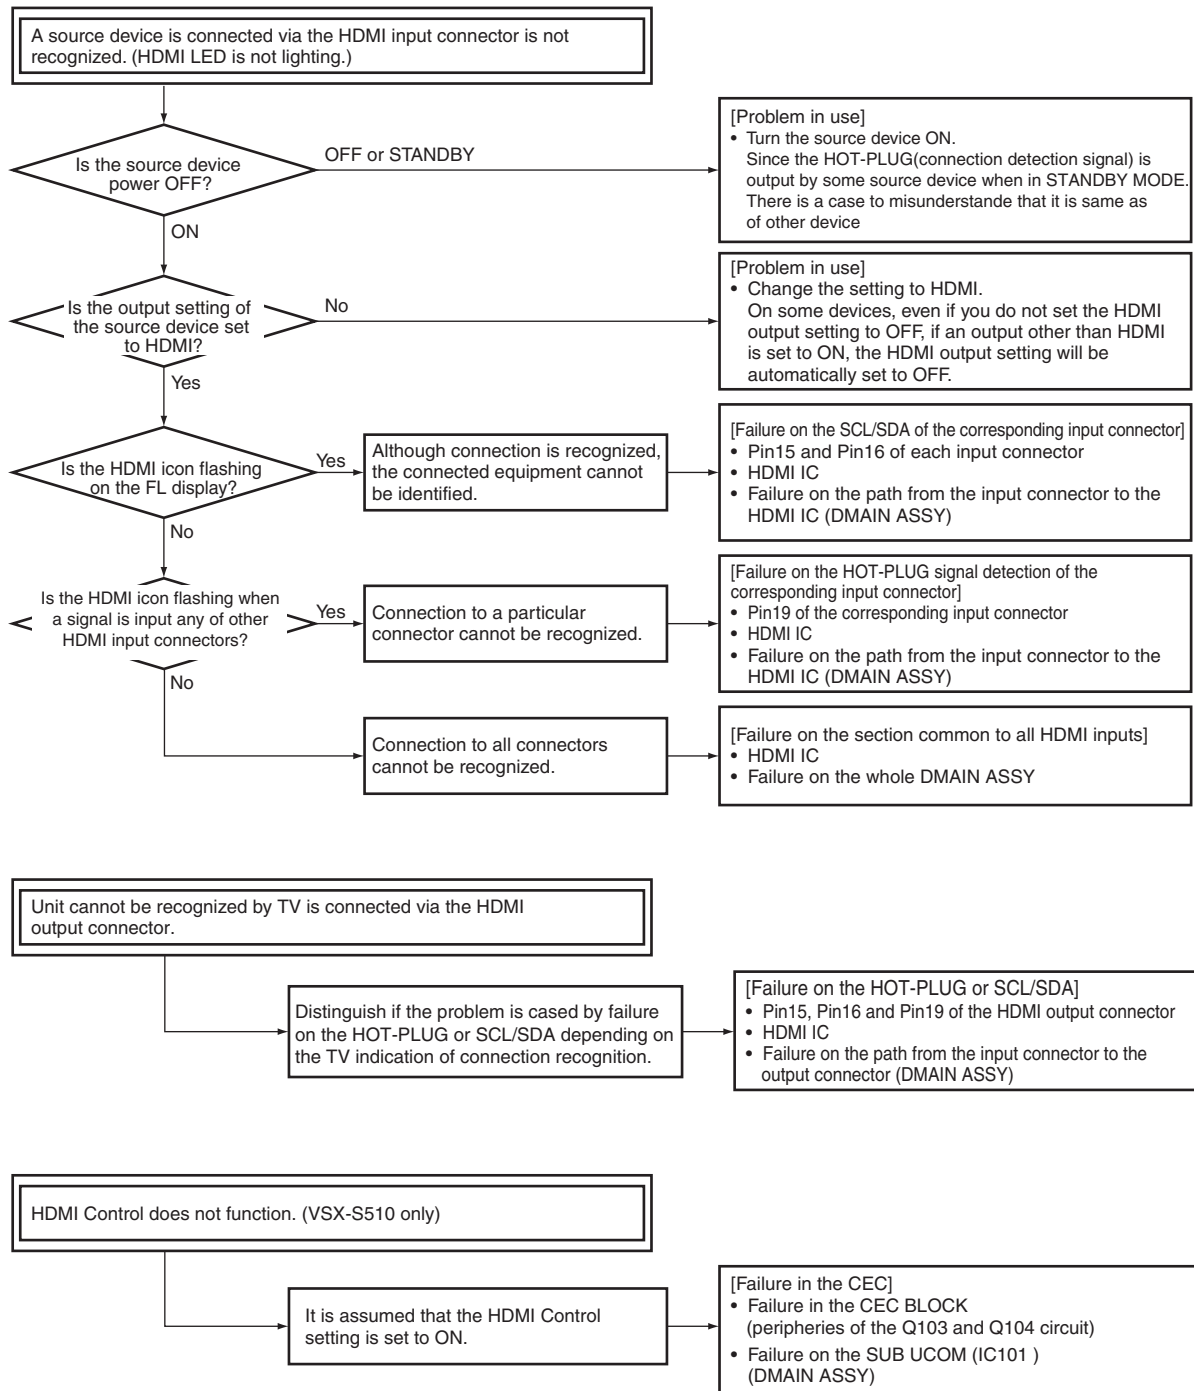 A source device is connected via the HDMI input connector is not
recognized. (HDMI LED is not lighting.)
Is the source device
power OFF?
OFF or STANDBY
ON
[Problem in use]
• Turn the source device ON.
Since the HOT-PLUG(connection detection signal) is
output by some source device when in STANDBY MODE.
There is a case to misunderstande that it is same as
of other device
Is the output setting of
the source device set
to HDMI?
No
Yes
[Problem in use]
• Change the setting to HDMI.
On some devices, even if you do not set the HDMI
output setting to OFF, if an output other than HDMI
is set to ON, the HDMI output setting will be
automatically set to OFF.
Is the HDMI icon flashing
on the FL display?
Yes
No
Although connection is recognized,
the connected equipment cannot
be identified.
[Failure on the SCL/SDA of the corresponding input connector]
• Pin15 and Pin16 of each input connector
• HDMI IC
• Failure on the path from the input connector to the
HDMI IC (DMAIN ASSY)
Is the HDMI icon flashing when
a signal is input any of other
HDMI input connectors?
Yes
No
Connection to a particular
connector cannot be recognized.
[Failure on the HOT-PLUG signal detection of the
corresponding input connector]
• Pin19 of the corresponding input connector
• HDMI IC
• Failure on the path from the input connector to the
HDMI IC (DMAIN ASSY)
Connection to all connectors
cannot be recognized.
[Failure on the section common to all HDMI inputs]
• HDMI IC
• Failure on the whole DMAIN ASSY
Unit cannot be recognized by TV is connected via the HDMI
output connector.
Distinguish if the problem is cased by failure
on the HOT-PLUG or SCL/SDA depending on
the TV indication of connection recognition.
[Failure on the HOT-PLUG or SCL/SDA]
• Pin15, Pin16 and Pin19 of the HDMI output connector
• HDMI IC
• Failure on the path from the input connector to the
output connector (DMAIN ASSY)
HDMI Control does not function. (VSX-S510 only)
It is assumed that the HDMI Control
setting is set to ON.
[Failure in the CEC]
• Failure in the CEC BLOCK
(peripheries of the Q103 and Q104 circuit)
• Failure on the SUB UCOM (IC101 )
(DMAIN ASSY)